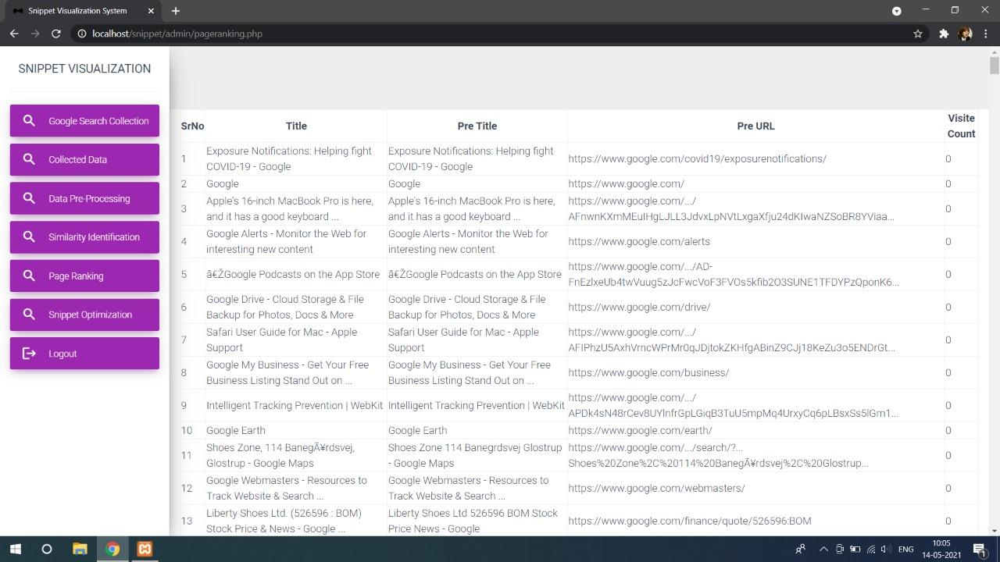 Snippet Visualization System
localhost/snippet/admin/pageranking.php
SNIPPET VISUALIZATION
Google Search Collection
Collected Data
Data Pre-Processing
Similarity Identification
Page Ranking
Snippet Optimization
Logout
SrNo Title Pre Title Pre URL Visite Count
1 Exposure Notifications: Helping fight COVID-19 - Google Exposure Notifications: Helping fight COVID-19 - Google https://www.google.com/covid19/exposurenotifications/ 0
2 Google Google https://www.google.com/ 0
3 Apple's 16-inch MacBook Pro is here, and it has a good keyboard ... Apple's 16-inch MacBook Pro is here, and it has a good keyboard ... https://www.google.com/.../ AFnwnKXmMEuIHgLJLL3JdvxLpNVtLxgaXfju24dKIwaNZSoBR8YViaa... 0
4 Google Alerts - Monitor the Web for interesting new content Google Alerts - Monitor the Web for interesting new content https://www.google.com/alerts 0
5 â€ŽGoogle Podcasts on the App Store â€ŽGoogle Podcasts on the App Store https://www.google.com/.../AD-FnEzlxeUb4twVuug5zJcFwcVoF3FVOs5kfib2O3SUNE1TFDYPzQponK6... 0
6 Google Drive - Cloud Storage & File Backup for Photos, Docs & More Google Drive - Cloud Storage & File Backup for Photos, Docs & More https://www.google.com/drive/ 0
7 Safari User Guide for Mac - Apple Support Safari User Guide for Mac - Apple Support https://www.google.com/.../ AFIPhzU5AxhVrncWPrMr0qJDjtokZKHfgABinZ9CJj18KeZu3o5ENDrGt... 0
8 Google My Business - Get Your Free Business Listing Stand Out on ... Google My Business - Get Your Free Business Listing Stand Out on ... https://www.google.com/business/ 0
9 Intelligent Tracking Prevention | WebKit Intelligent Tracking Prevention | WebKit https://www.google.com/.../ APDk4sN48rCev8UYlnfrGpLGiqB3TuU5mpMq4UrxyCq6pLBsxSs5lGm1... 0
10 Google Earth Google Earth https://www.google.com/earth/ 0
11 Shoes Zone, 114 BanegÃ¥rdsvej, Glostrup - Google Maps Shoes Zone 114 Banegrdsvej Glostrup - Google Maps https://www.google.com/.../search/?... Shoes%20Zone%2C%20114%20BanegÃ¥rdsvej%2C%20Glostrup... 0
12 Google Webmasters - Resources to Track Website & Search ... Google Webmasters - Resources to Track Website & Search ... https://www.google.com/webmasters/ 0
13 Liberty Shoes Ltd. (526596 : BOM) Stock Price & News - Google ... Liberty Shoes Ltd 526596 BOM Stock Price News - Google https://www.google.com/finance/quote/526596:BOM 0
ENG
10:05
14-05-2021
1